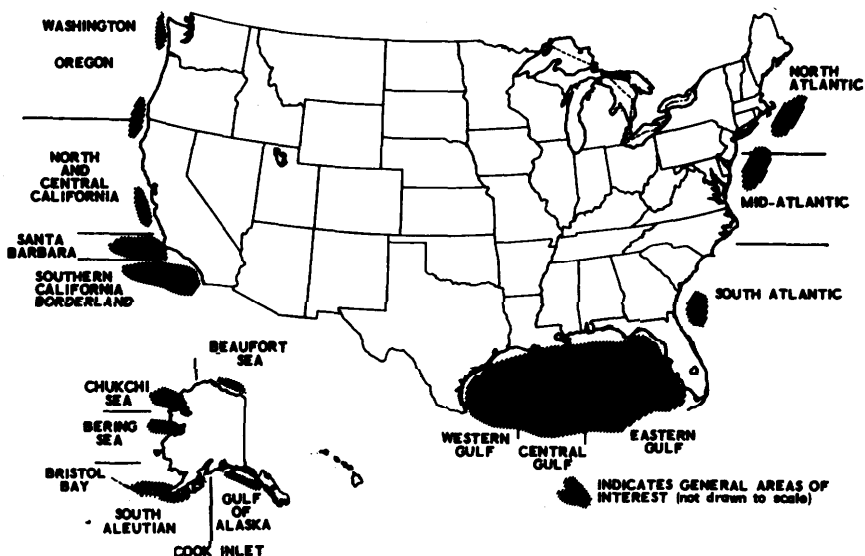 WASHINGTON
OREGON
NORTH
AND
CENTRAL
CALIFORNIA
SANTA
BARBARA
SOUTHERN
CALIFORNIA
BORDERLAND
NORTH
ATLANTIC
MID-ATLANTIC
SOUTH ATLANTIC
BEAUFORT
SEA
CHUKCHI
SEA
BERING
SEA
BRISTOL
BAY
SOUTH
ALEUTIAN
GULF
OF
ALASKA
COOK INLET
WESTERN
GULF
CENTRAL
GULF
EASTERN
GULF
INDICATES GENERAL AREAS OF
INTEREST (not drawn to scale)